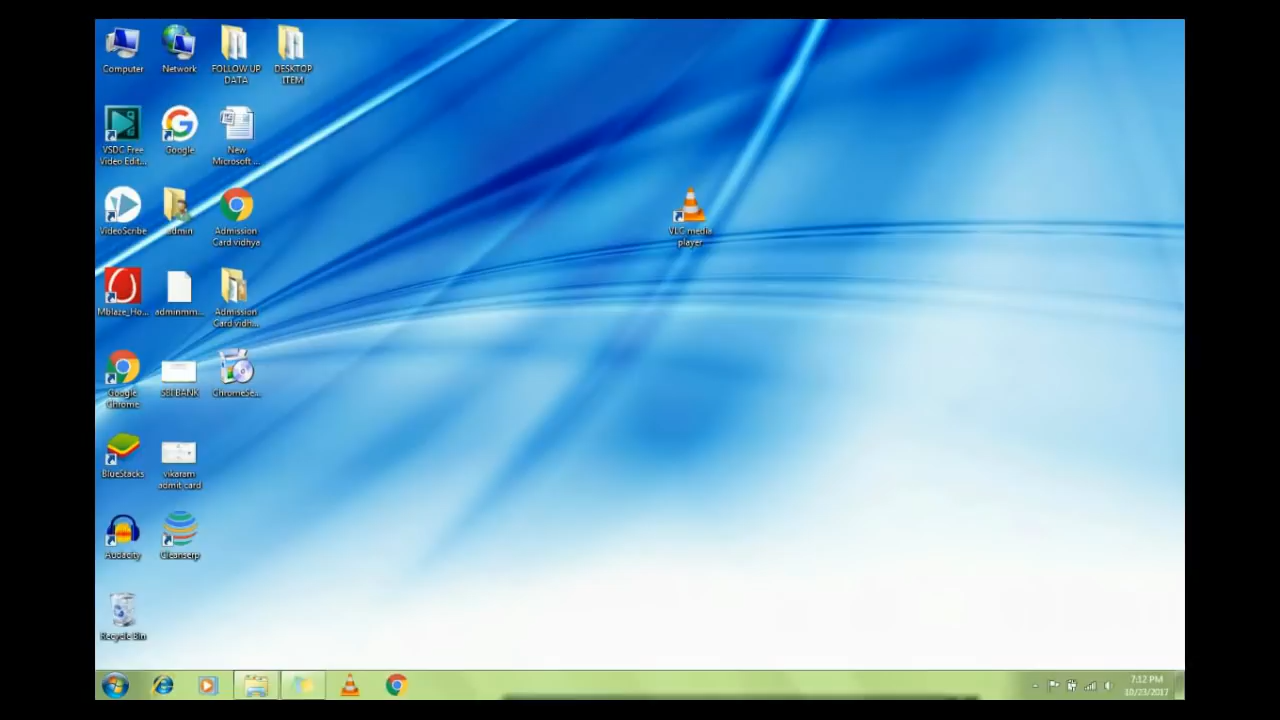 Computer
Network
FOLLOW UP
DATA
DESKTOP
ITEM
VSDC Free
Video Edit...
Google
New
Microsoft ...
VideoScribe
admin
Admission
Card vidhya
VLC media
player
Mblaze_Ho...
adminmm...
Admission
Card vidh...
Google
Chrome
SBI BANK
ChromeSe...
BlueStacks
vikaram
admit card
Audacity
Cleanserp
Recycle Bin
7:12 PM
10/23/2017